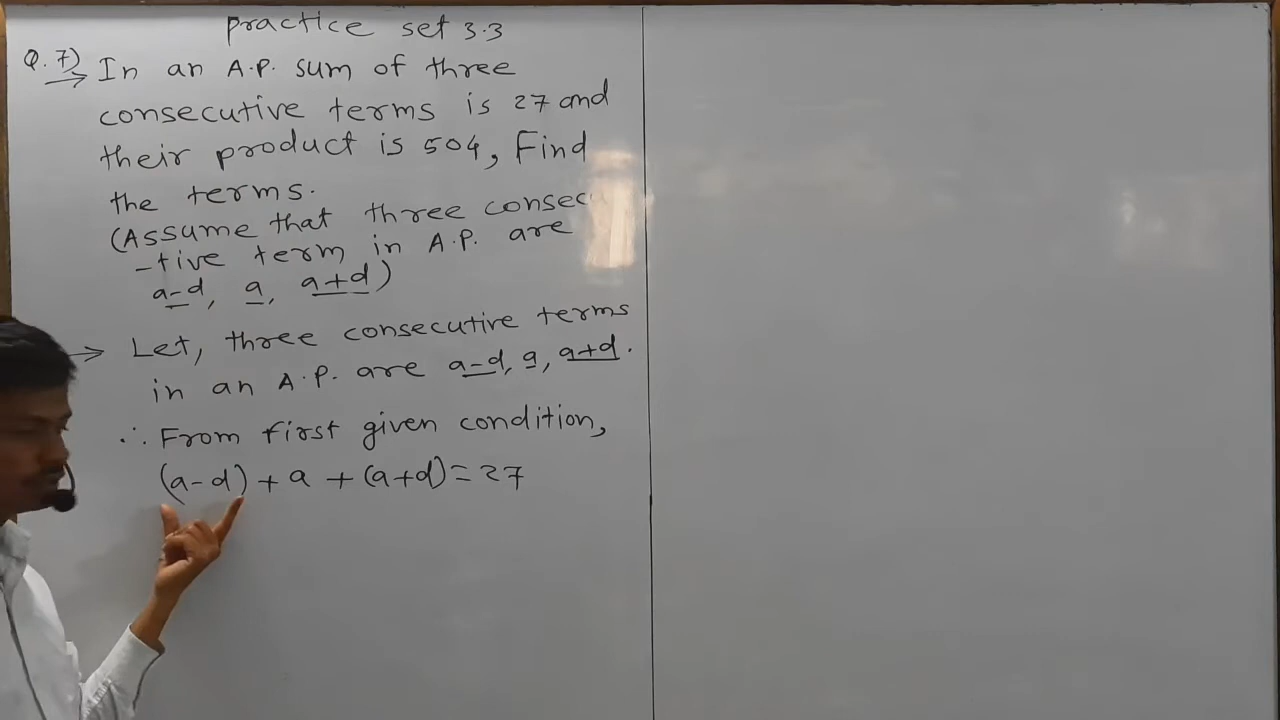 practice set 3.3
Q. 7) In an A.P. sum of three
consecutive terms is 27 and
their product is 504, Find
the terms.
(Assume that three consecu
-tive term in A.P. are
a-d, a, a+d)
→ Let, three consecutive terms
in an A.P. are a-d, a, a+d.
∴ From first given condition,
(a-d) + a + (a+d) = 27